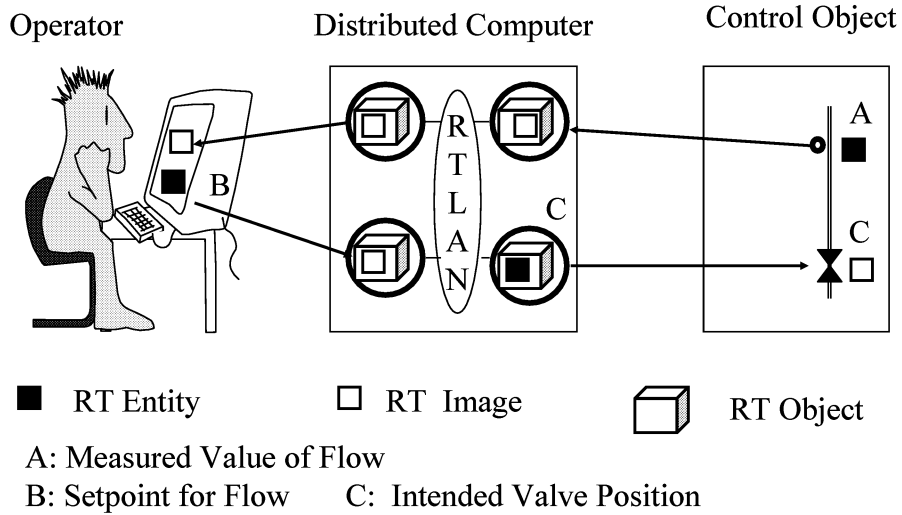 Operator
Distributed Computer
Control Object
A
B
C
C
R
T
L
A
N
RT Entity
RT Image
RT Object
A: Measured Value of Flow
B: Setpoint for Flow C: Intended Valve Position